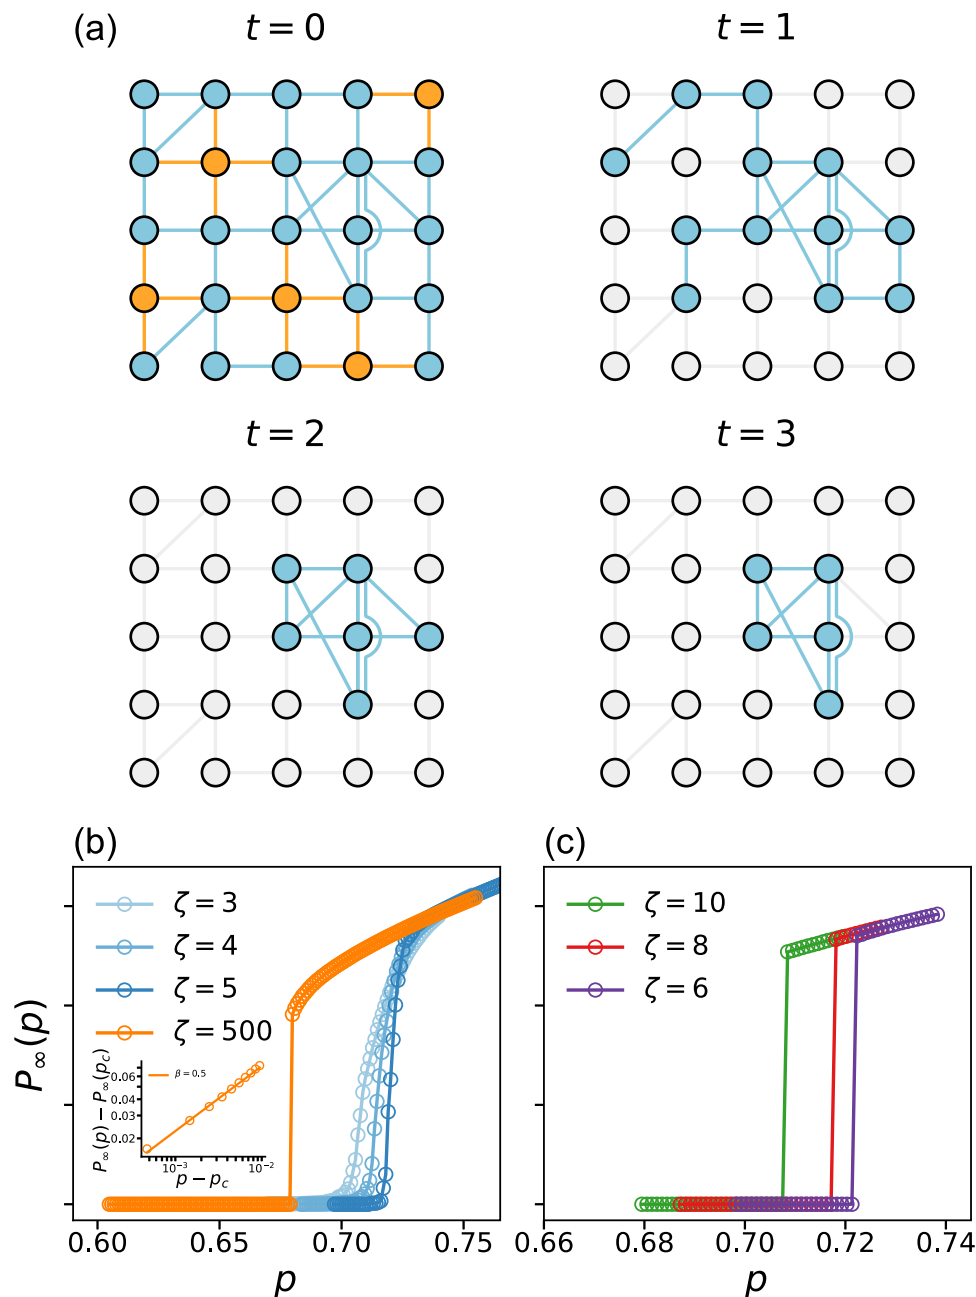 (a)
t = 0
t = 1
t = 2
t = 3
(b)
(c)
ζ = 3
ζ = 4
ζ = 5
ζ = 500
P∞(p)
P∞(p) − P∞(p_c)
0.06
0.04
0.03
0.02
β = 0.5
10⁻³
10⁻²
p − p_c
0.60
0.65
0.70
0.75
p
ζ = 10
ζ = 8
ζ = 6
0.66
0.68
0.70
0.72
0.74
p